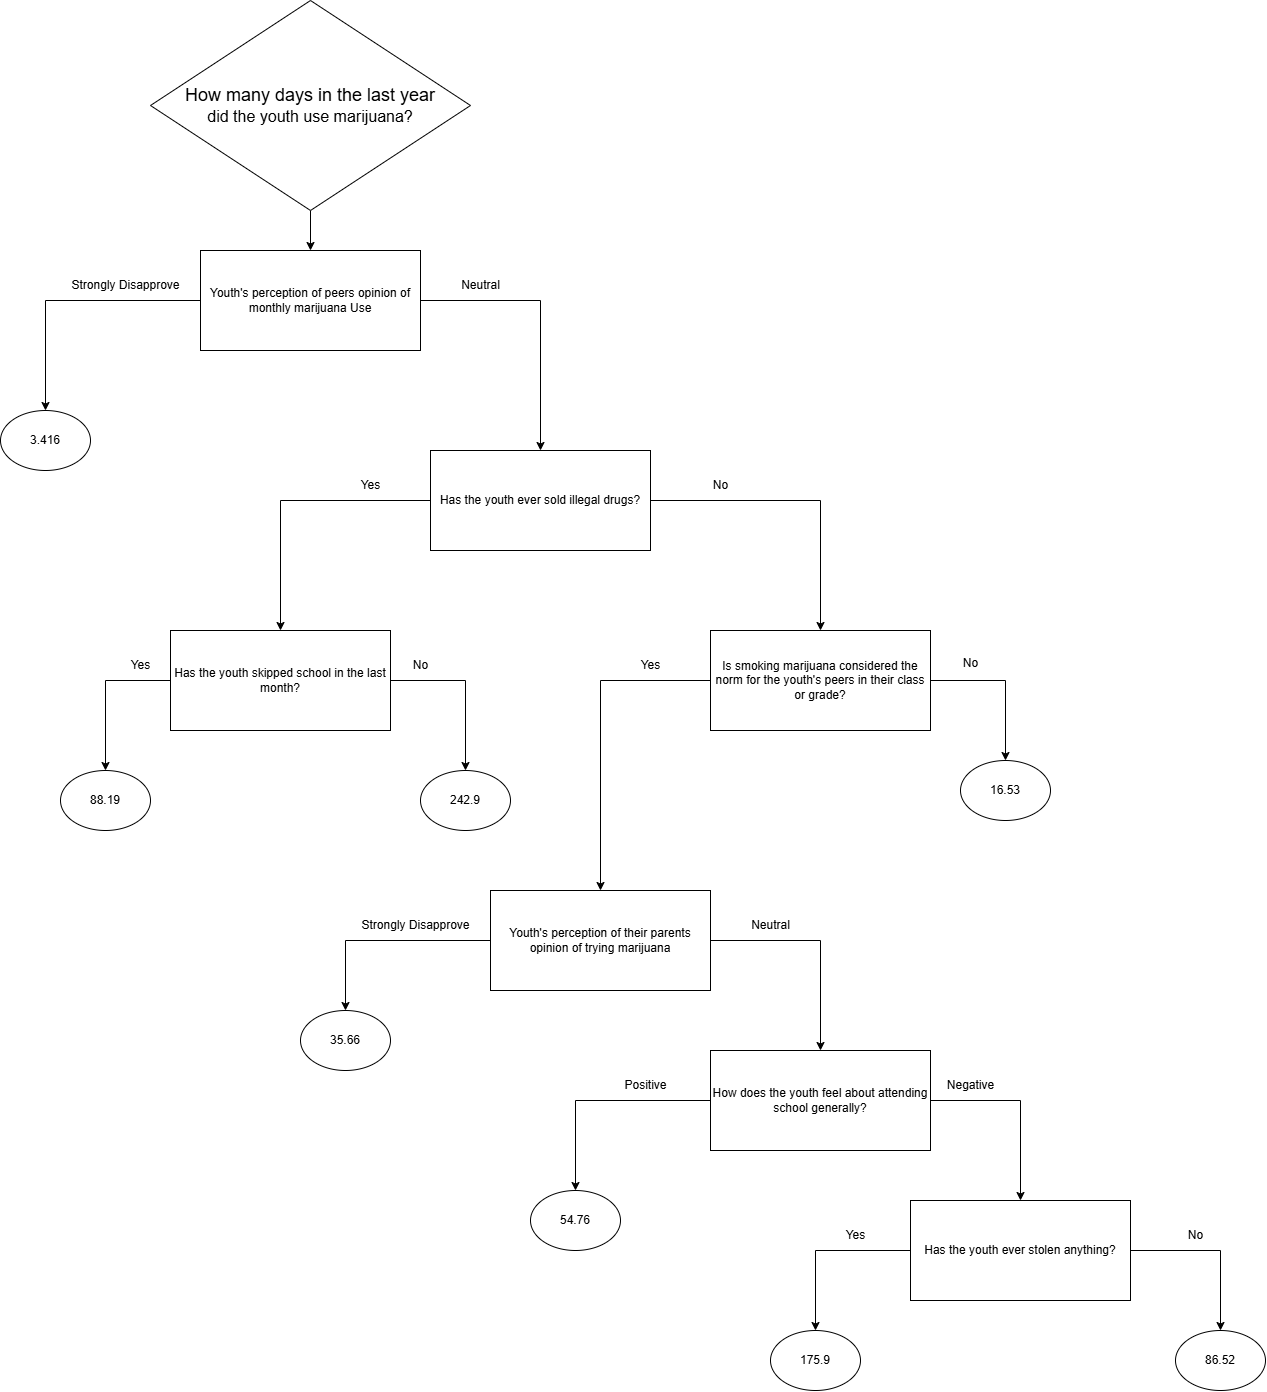 How many days in the last year
did the youth use marijuana?
Strongly Disapprove
Neutral
Youth's perception of peers opinion of
monthly marijuana Use
3.416
Yes
No
Has the youth ever sold illegal drugs?
Yes
No
Has the youth skipped school in the last
month?
Yes
No
Is smoking marijuana considered the
norm for the youth's peers in their class
or grade?
88.19
242.9
16.53
Strongly Disapprove
Neutral
Youth's perception of their parents
opinion of trying marijuana
35.66
Positive
Negative
How does the youth feel about attending
school generally?
54.76
Yes
No
Has the youth ever stolen anything?
175.9
86.52